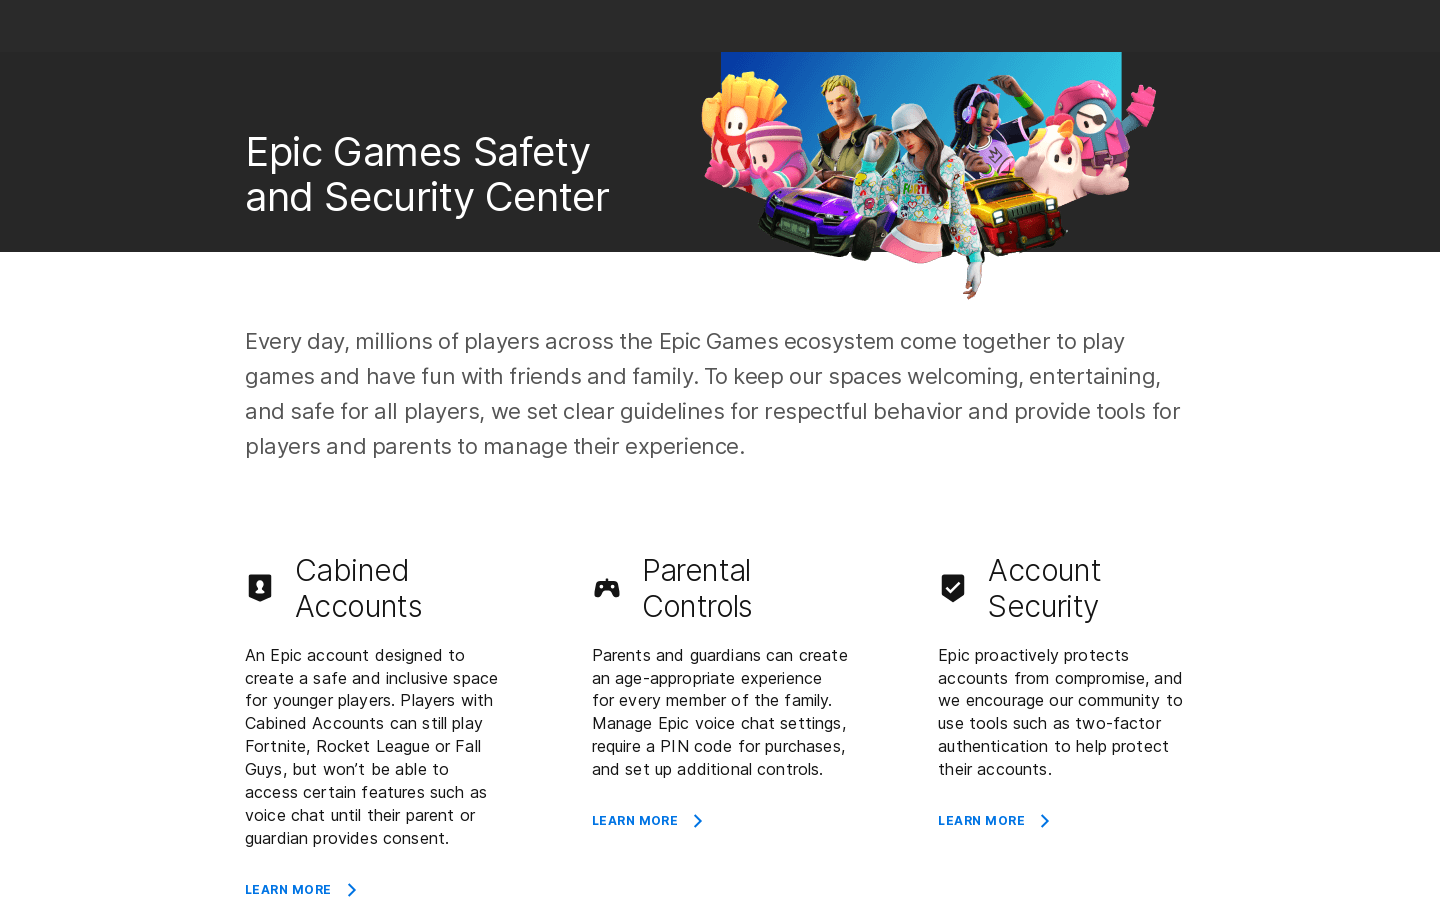 Epic Games Safety
and Security Center
Every day, millions of players across the Epic Games ecosystem come together to play
games and have fun with friends and family. To keep our spaces welcoming, entertaining,
and safe for all players, we set clear guidelines for respectful behavior and provide tools for
players and parents to manage their experience.
Cabined
Accounts
An Epic account designed to
create a safe and inclusive space
for younger players. Players with
Cabined Accounts can still play
Fortnite, Rocket League or Fall
Guys, but won’t be able to
access certain features such as
voice chat until their parent or
guardian provides consent.
LEARN MORE
Parental
Controls
Parents and guardians can create
an age-appropriate experience
for every member of the family.
Manage Epic voice chat settings,
require a PIN code for purchases,
and set up additional controls.
LEARN MORE
Account
Security
Epic proactively protects
accounts from compromise, and
we encourage our community to
use tools such as two-factor
authentication to help protect
their accounts.
LEARN MORE